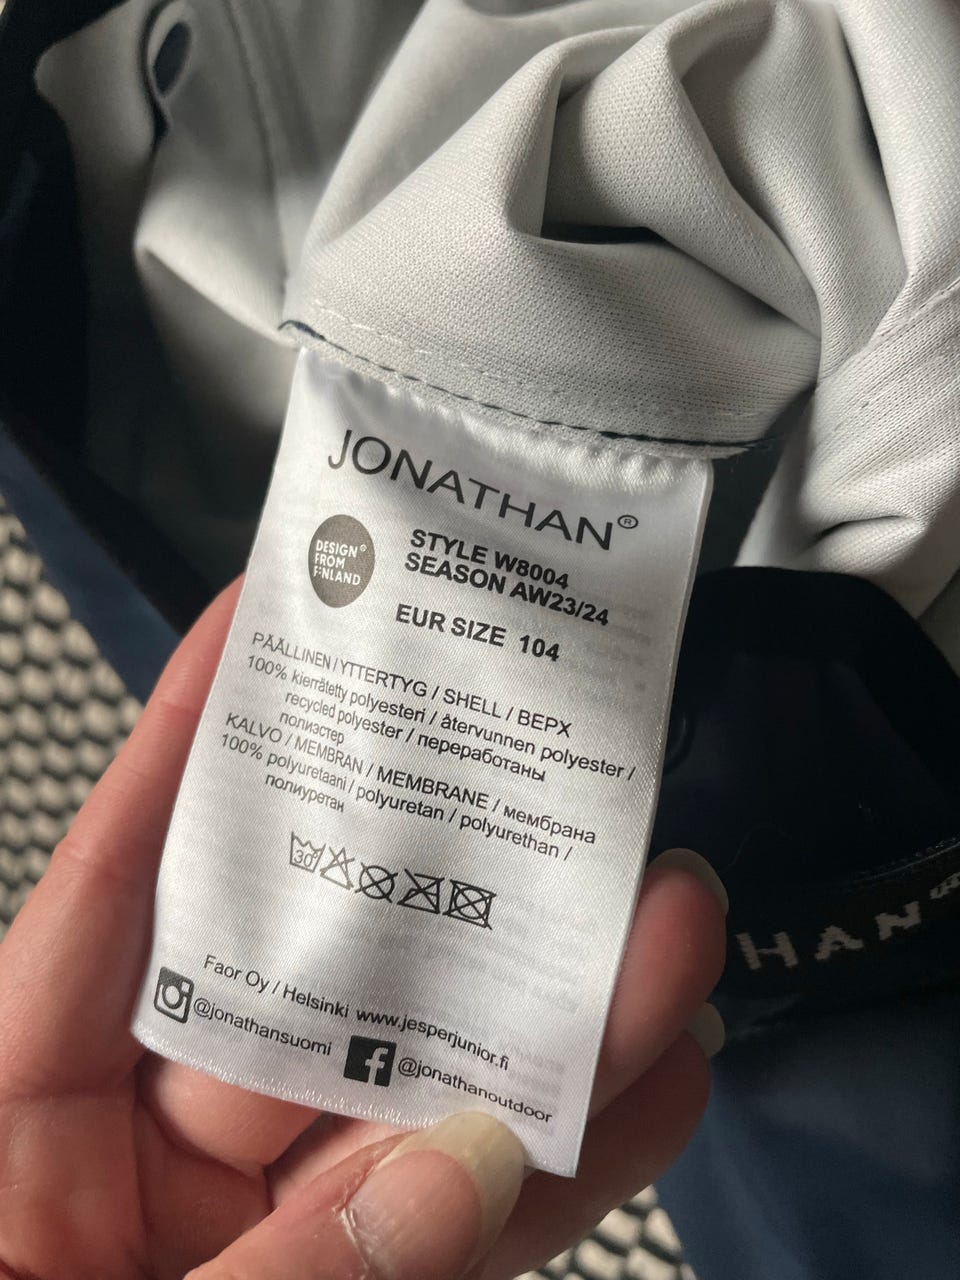 JONATHAN®
DESIGN®
FROM
FINLAND
STYLE W8004
SEASON AW23/24
EUR SIZE 104
PÄÄLLINEN / YTTERTYG / SHELL / ВЕРХ
100% kierrätetty polyesteri / återvunnen polyester /
recycled polyester / переработаны
полиэстер
KALVO / MEMBRAN / MEMBRANE / мембрана
100% polyuretaani / polyuretan / polyurethan /
полиуретан
30°
Faor Oy / Helsinki www.jesperjunior.fi
@jonathansuomi
@jonathanoutdoor
HAN